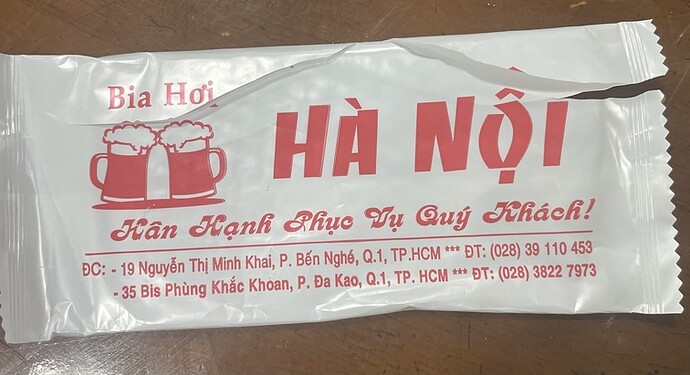 Bia Hơi
HÀ NỘI
Hân Hạnh Phục Vụ Quý Khách!
ĐC: - 19 Nguyễn Thị Minh Khai, P. Bến Nghé, Q.1, TP.HCM *** ĐT: (028) 39 110 453
- 35 Bis Phùng Khắc Khoan, P. Đa Kao, Q.1, TP. HCM *** ĐT: (028) 3822 7973